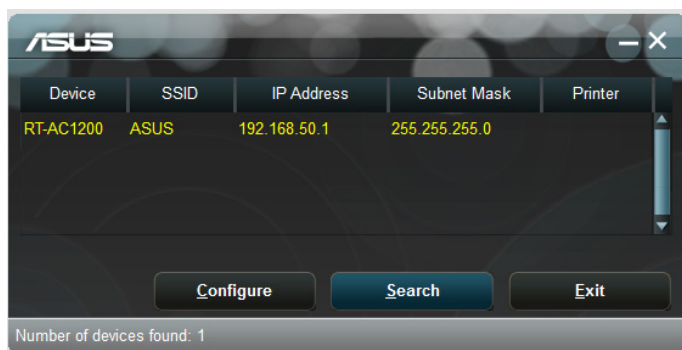 ASUS
Device SSID IP Address Subnet Mask Printer
RT-AC1200 ASUS 192.168.50.1 255.255.255.0
Configure Search Exit
Number of devices found: 1